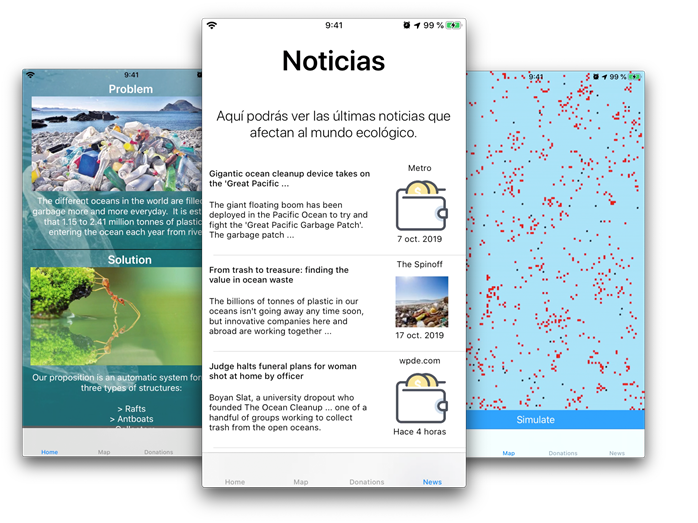 9:41
Problem
The different oceans in the world are filled
garbage more and more everyday. It is est
that 1.15 to 2.41 million tonnes of plastic
entering the ocean each year from rive
Solution
Our proposition is an automatic system for
three types of structures:
> Rafts
> Antboats
Home Map Donations
9:41 99 %
Noticias
Aquí podrás ver las últimas noticias que
afectan al mundo ecológico.
Gigantic ocean cleanup device takes on
the 'Great Pacific ...
The giant floating boom has been
deployed in the Pacific Ocean to try and
fight the 'Great Pacific Garbage Patch'.
The garbage patch ...
Metro
7 oct. 2019
From trash to treasure: finding the
value in ocean waste
The billions of tonnes of plastic in our
oceans isn't going away any time soon,
but innovative companies here and
abroad are working together ...
The Spinoff
17 oct. 2019
Judge halts funeral plans for woman
shot at home by officer
Boyan Slat, a university dropout who
founded The Ocean Cleanup ... one of a
handful of groups working to collect
trash from the open oceans.
wpde.com
Hace 4 horas
Home Map Donations News
9:41 99 %
Simulate
Map Donations News